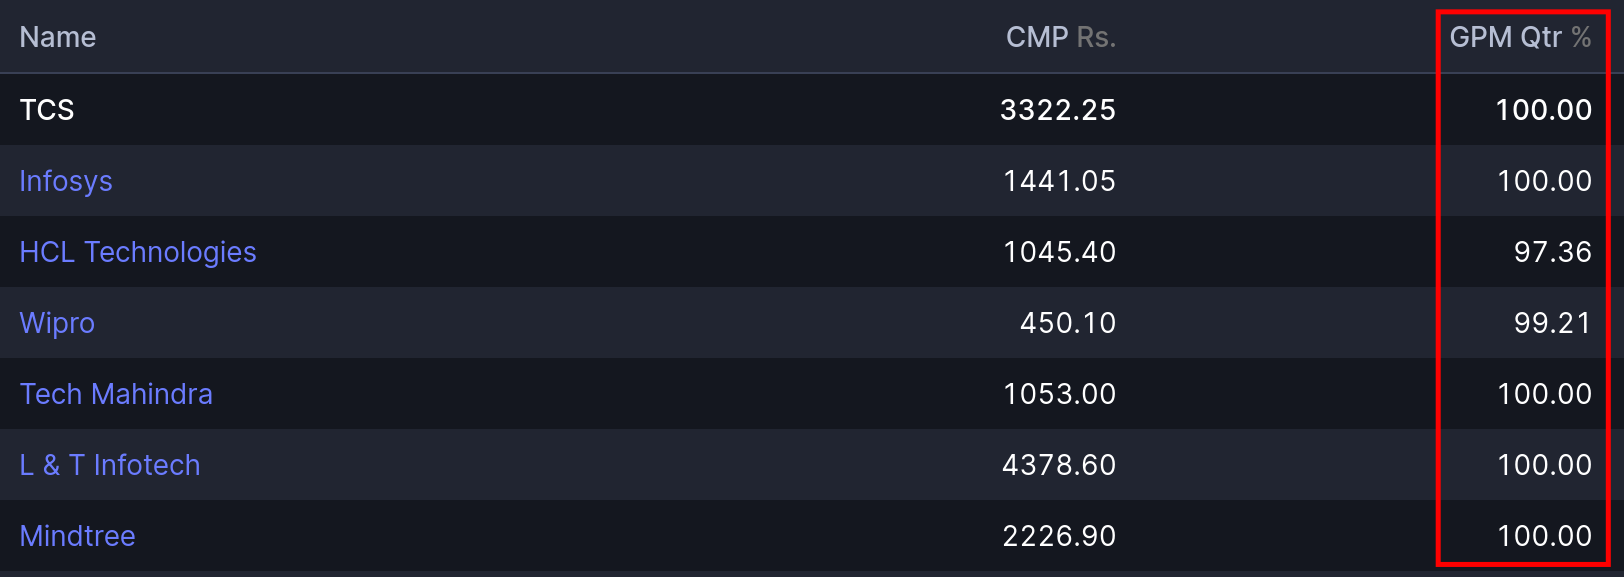 Name CMP Rs. GPM Qtr %
TCS 3322.25 100.00
Infosys 1441.05 100.00
HCL Technologies 1045.40 97.36
Wipro 450.10 99.21
Tech Mahindra 1053.00 100.00
L & T Infotech 4378.60 100.00
Mindtree 2226.90 100.00